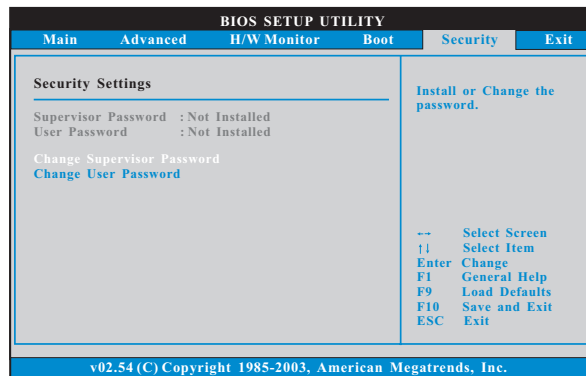 BIOS SETUP UTILITY
Main Advanced H/W Monitor Boot Security Exit
Security Settings
Supervisor Password : Not Installed
User Password : Not Installed
Change Supervisor Password
Change User Password
Install or Change the
password.
←→ Select Screen
↑↓ Select Item
Enter Change
F1 General Help
F9 Load Defaults
F10 Save and Exit
ESC Exit
v02.54 (C) Copyright 1985-2003, American Megatrends, Inc.